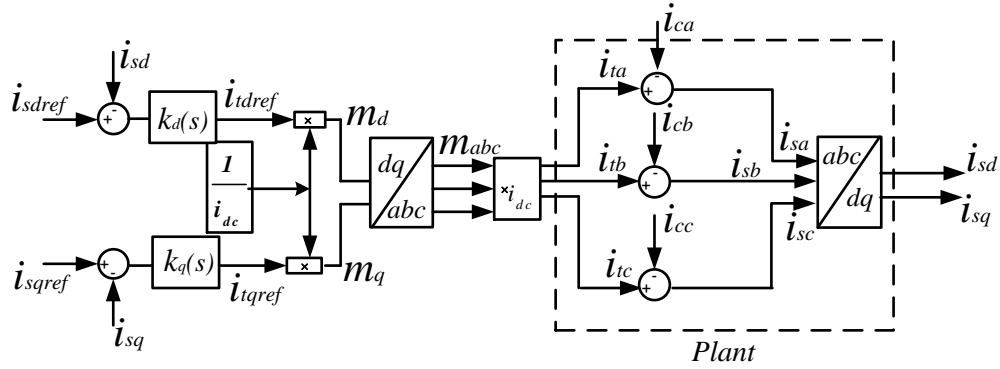 i_ca
i_sd
i_ta
i_sdref
-
+
k_d(s)
i_tdref
×
m_d
-
+
i_cb
1
i_dc
dq
abc
m_abc
× i_dc
i_tb
-
+
i_sb
i_sa
abc
dq
i_sd
i_sq
i_cc
i_sc
i_sqref
+
-
k_q(s)
i_tqref
×
m_q
i_tc
-
+
i_sq
Plant